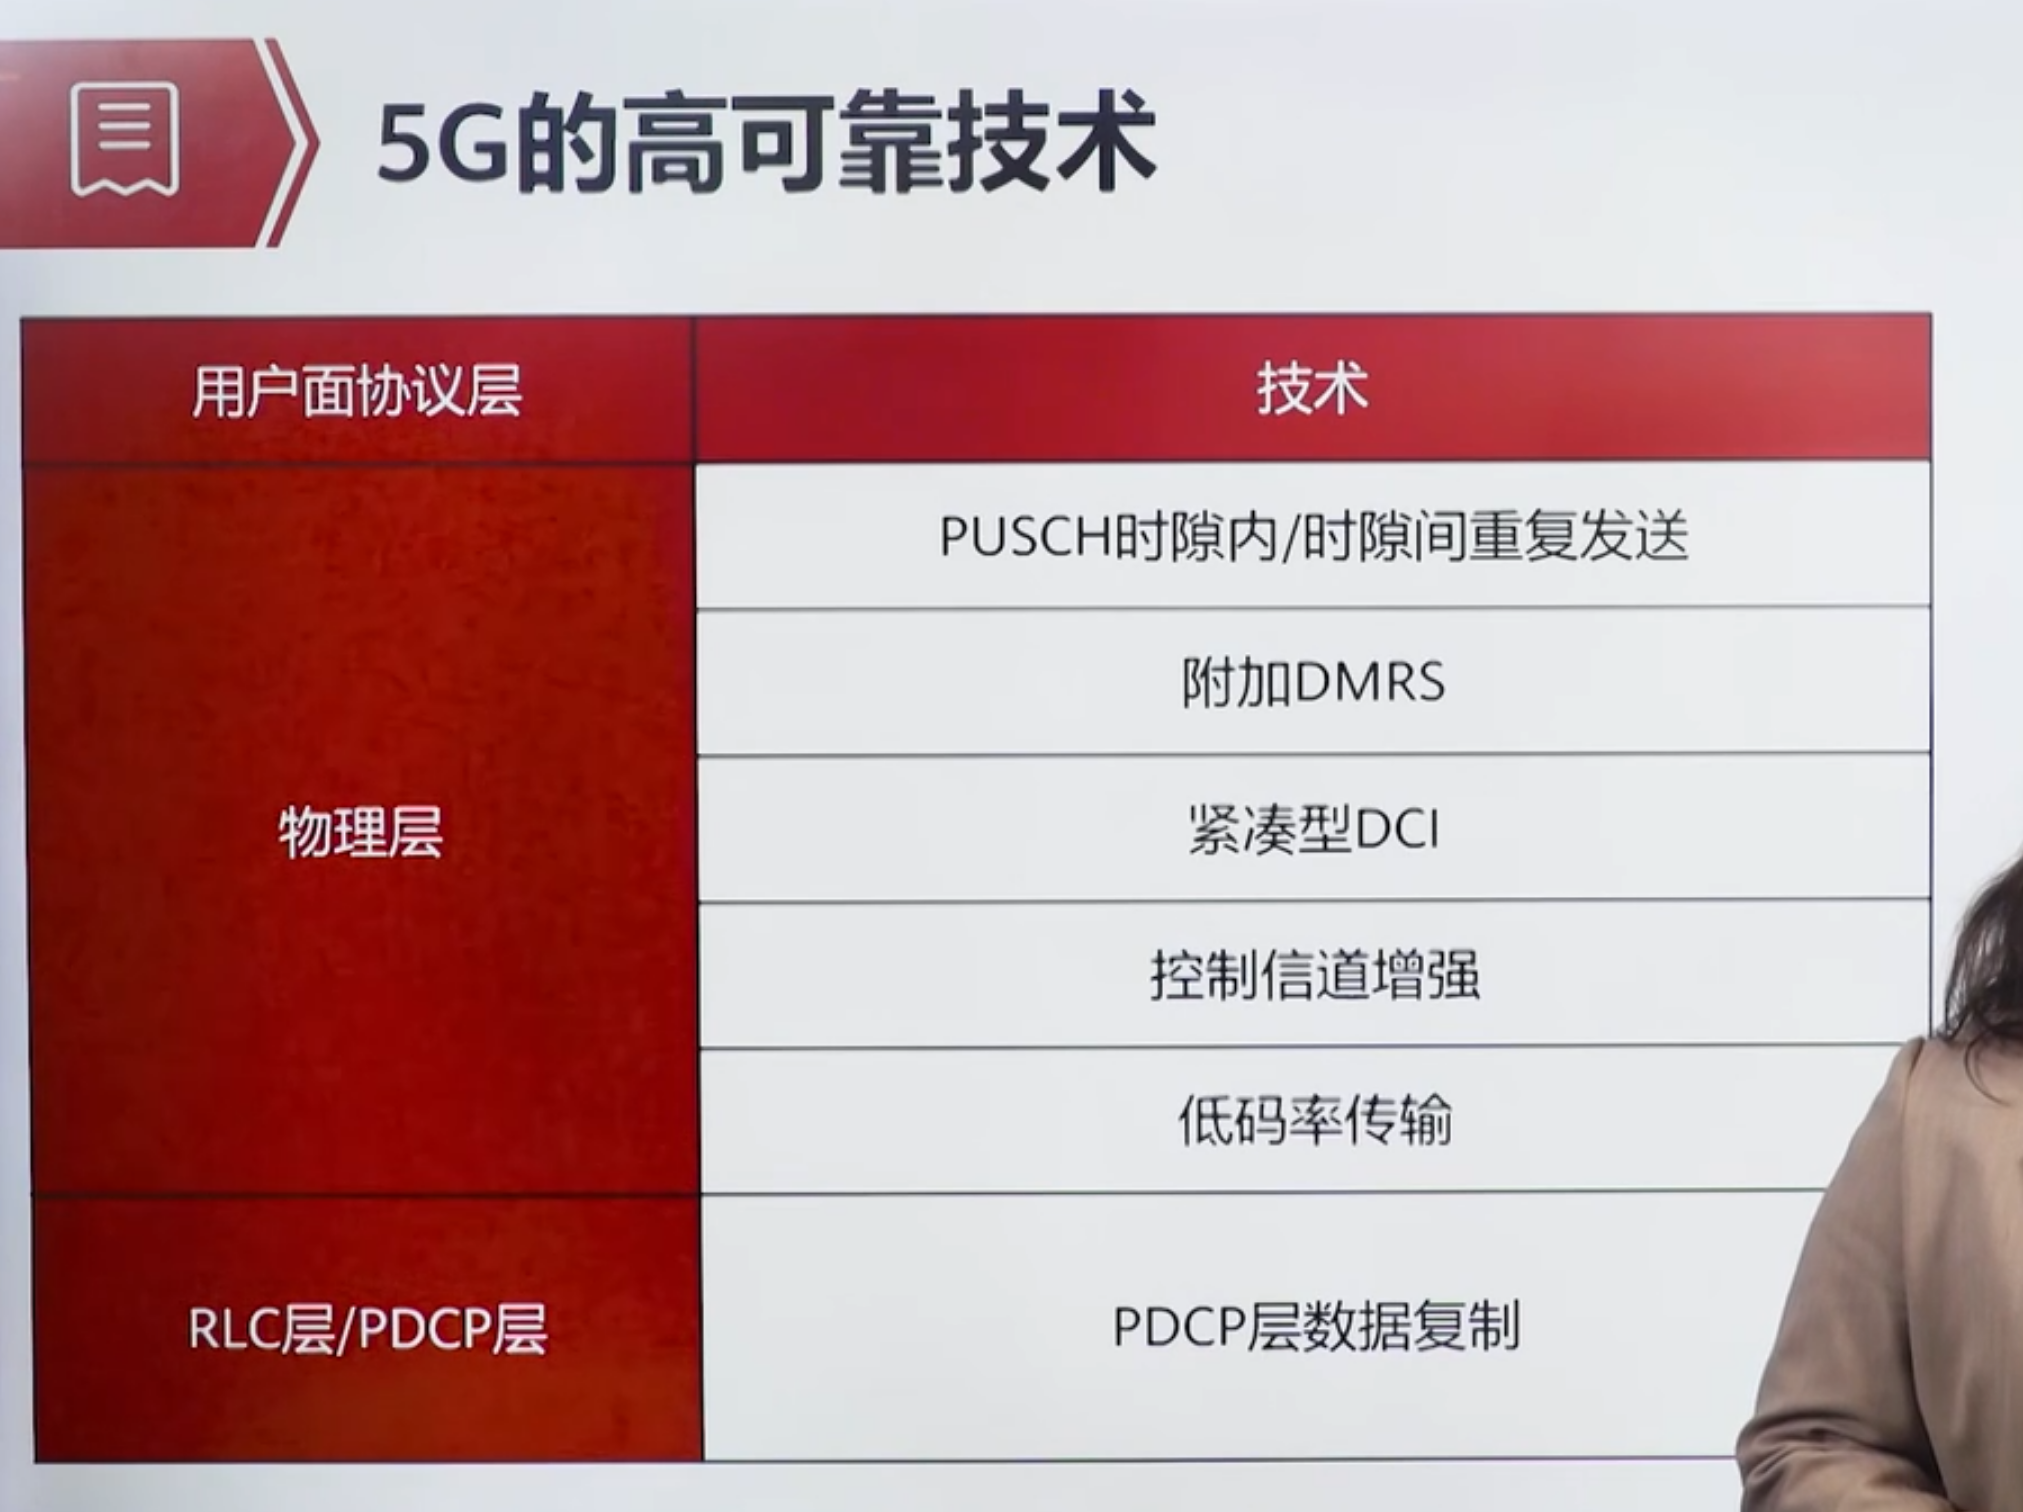 5G的高可靠技术
用户面协议层
技术
物理层
PUSCH时隙内/时隙间重复发送
附加DMRS
紧凑型DCI
控制信道增强
低码率传输
RLC层/PDCP层
PDCP层数据复制